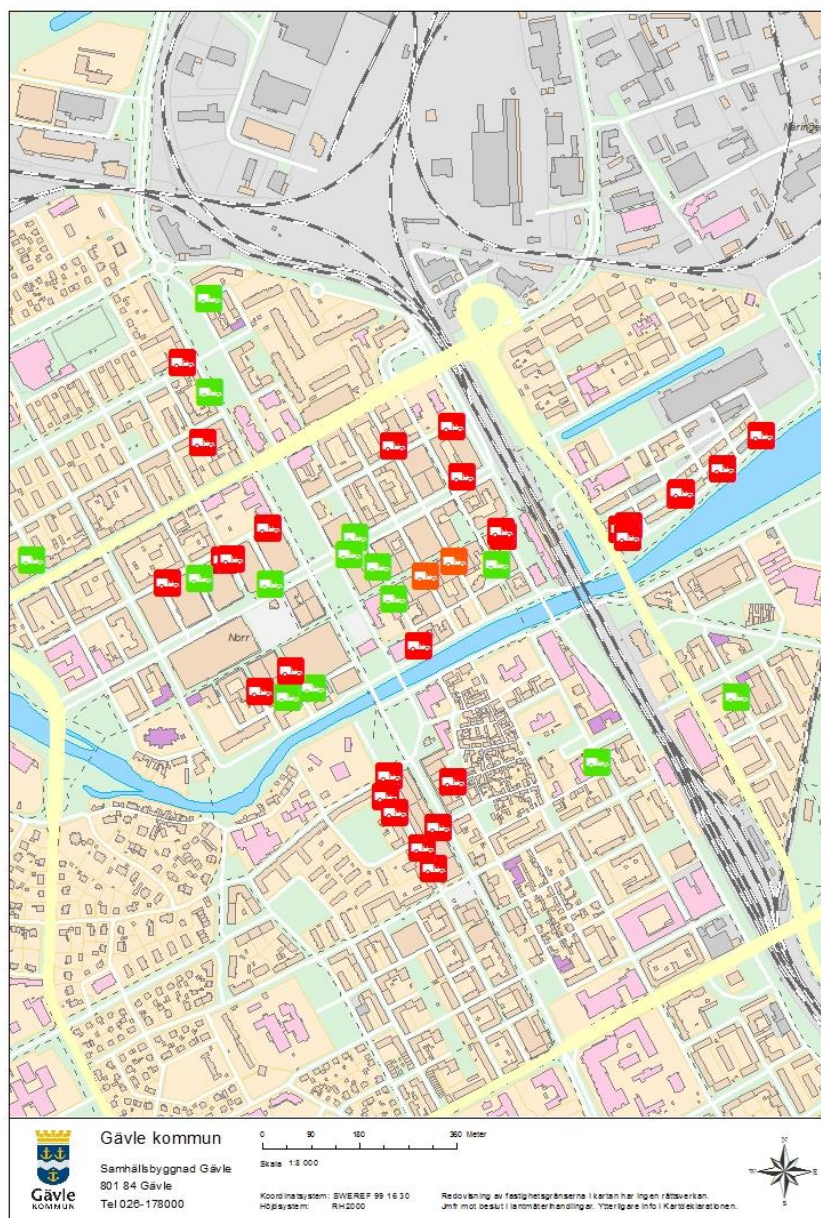 Näringe
Norr
Gävle
KOMMUN
Gävle kommun
Samhällsbyggnad Gävle
801 84 Gävle
Tel 026-178000
0 90 180 360 Meter
Skala 1:8 000
Koordinatsystem: SWEREF 99 16 30
Höjdsystem: RH2000
Redovisning av fastighetsgränserna i kartan har ingen rättsverkan.
Jmfr mot beslut i lantmäterihandlingar. Ytterligare info i Kartdeklarationen.
N
W E
S